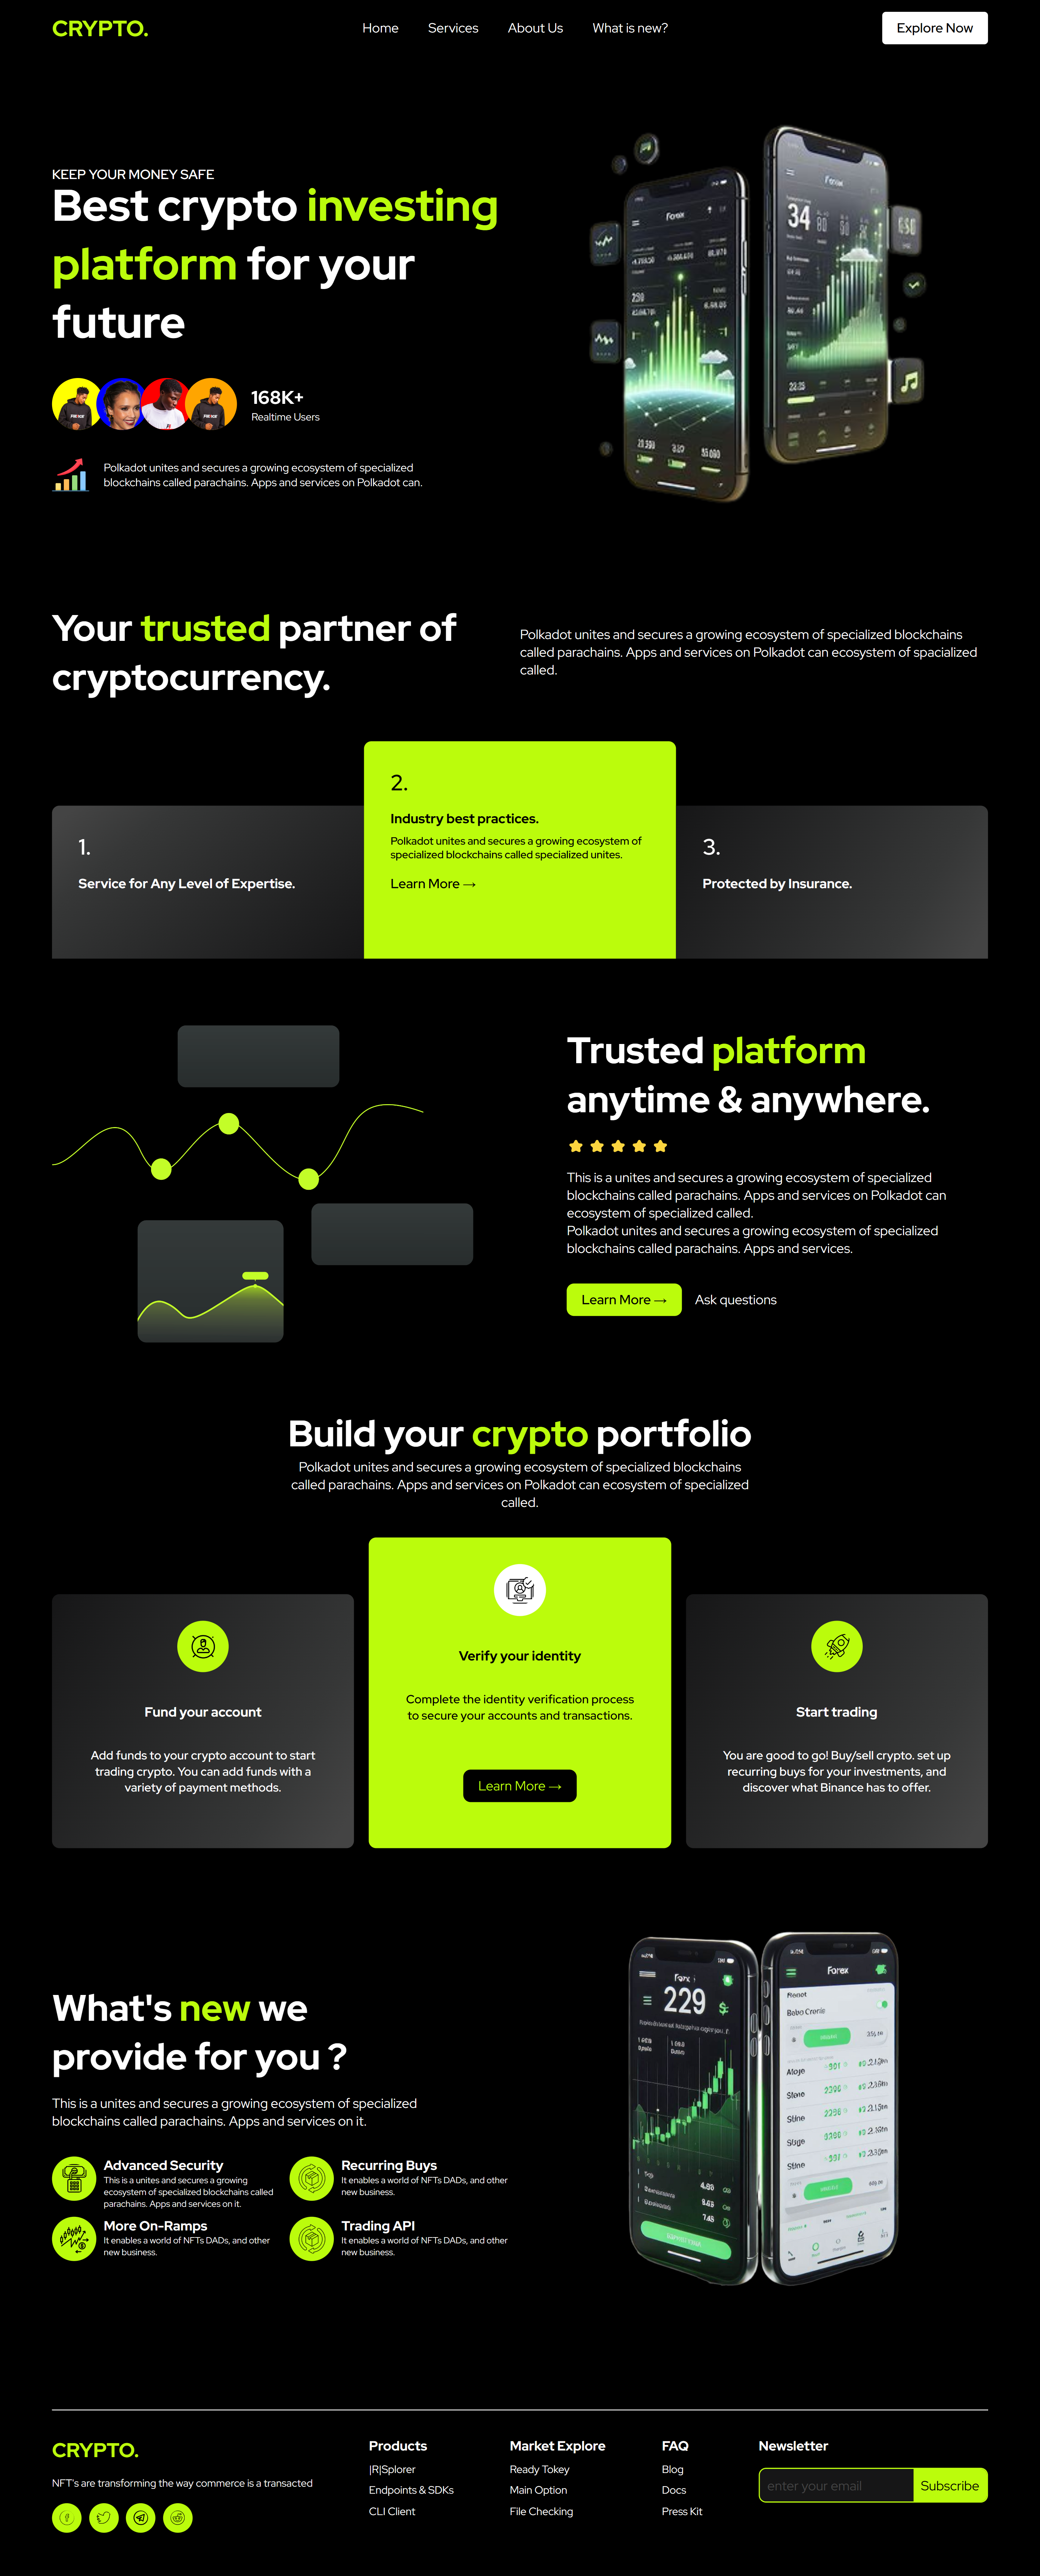 CRYPTO.
Home
Services
About Us
What is new?
Explore Now
KEEP YOUR MONEY SAFE
Best crypto investing
platform for your
future
168K+
Realtime Users
Polkadot unites and secures a growing ecosystem of specialized
blockchains called parachains. Apps and services on Polkadot can.
Forex
34
Your trusted partner of
cryptocurrency.
Polkadot unites and secures a growing ecosystem of specialized blockchains
called parachains. Apps and services on Polkadot can ecosystem of spacialized
called.
1.
Service for Any Level of Expertise.
2.
Industry best practices.
Polkadot unites and secures a growing ecosystem of
specialized blockchains called specialized unites.
Learn More →
3.
Protected by Insurance.
Trusted platform
anytime & anywhere.
This is a unites and secures a growing ecosystem of specialized
blockchains called parachains. Apps and services on Polkadot can
ecosystem of specialized called.
Polkadot unites and secures a growing ecosystem of specialized
blockchains called parachains. Apps and services.
Learn More →
Ask questions
Build your crypto portfolio
Polkadot unites and secures a growing ecosystem of specialized blockchains
called parachains. Apps and services on Polkadot can ecosystem of specialized
called.
Fund your account
Add funds to your crypto account to start
trading crypto. You can add funds with a
variety of payment methods.
Verify your identity
Complete the identity verification process
to secure your accounts and transactions.
Learn More →
Start trading
You are good to go! Buy/sell crypto. set up
recurring buys for your investments, and
discover what Binance has to offer.
What's new we
provide for you ?
This is a unites and secures a growing ecosystem of specialized
blockchains called parachains. Apps and services on it.
Advanced Security
This is a unites and secures a growing
ecosystem of specialized blockchains called
parachains. Apps and services on it.
Recurring Buys
It enables a world of NFTs DADs, and other
new business.
More On-Ramps
It enables a world of NFTs DADs, and other
new business.
Trading API
It enables a world of NFTs DADs, and other
new business.
229
Forex
CRYPTO.
NFT's are transforming the way commerce is a transacted
Products
|R|Splorer
Endpoints & SDKs
CLI Client
Market Explore
Ready Tokey
Main Option
File Checking
FAQ
Blog
Docs
Press Kit
Newsletter
enter your email
Subscribe